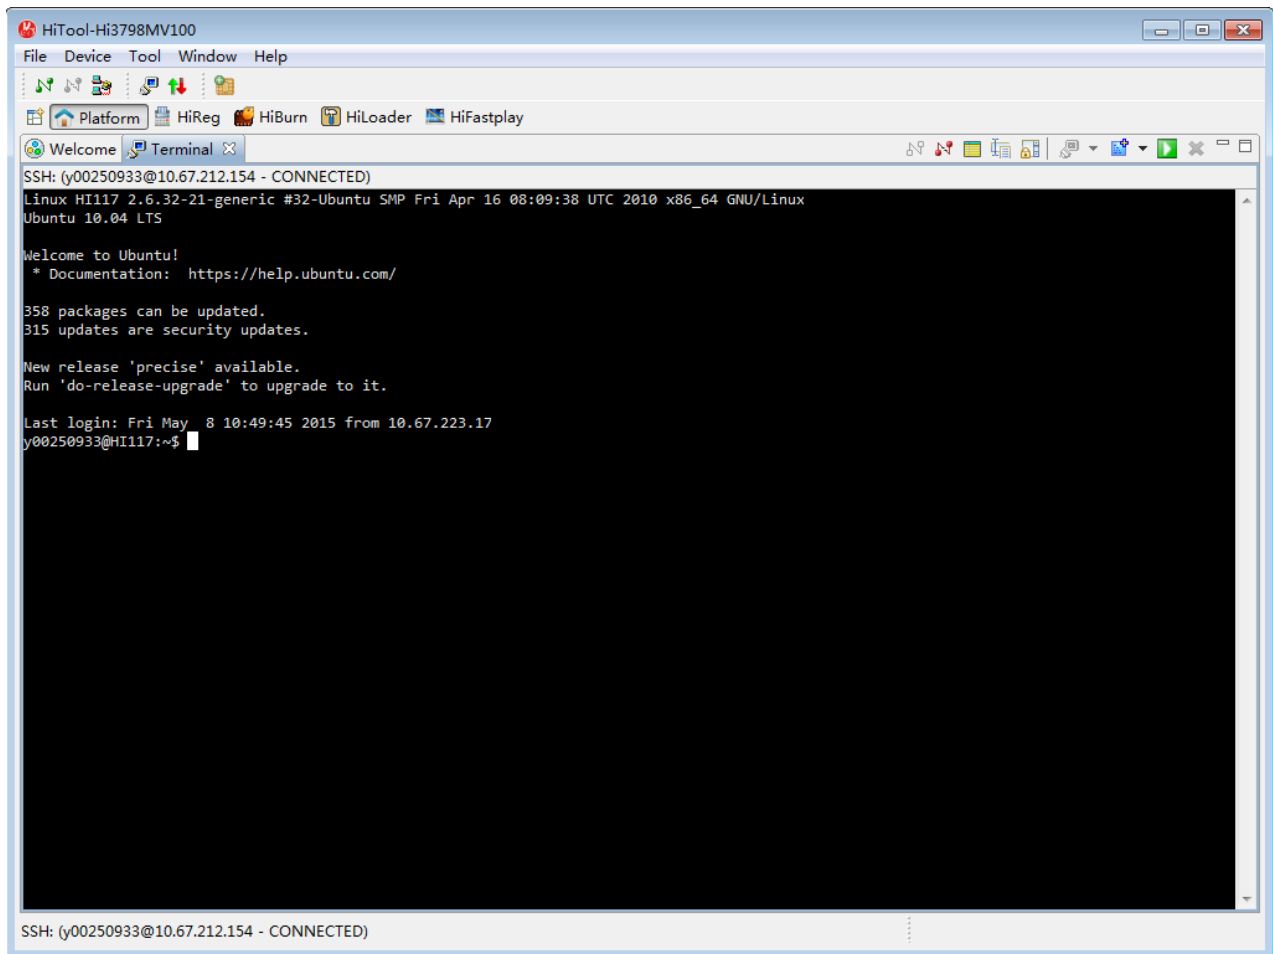 HiTool-Hi3798MV100
File Device Tool Window Help
Platform HiReg HiBurn HiLoader HiFastplay
Welcome Terminal
SSH: (y00250933@10.67.212.154 - CONNECTED)
Linux HI117 2.6.32-21-generic #32-Ubuntu SMP Fri Apr 16 08:09:38 UTC 2010 x86_64 GNU/Linux
Ubuntu 10.04 LTS
Welcome to Ubuntu!
 * Documentation:  https://help.ubuntu.com/
358 packages can be updated.
315 updates are security updates.
New release 'precise' available.
Run 'do-release-upgrade' to upgrade to it.
Last login: Fri May  8 10:49:45 2015 from 10.67.223.17
y00250933@HI117:~$
SSH: (y00250933@10.67.212.154 - CONNECTED)